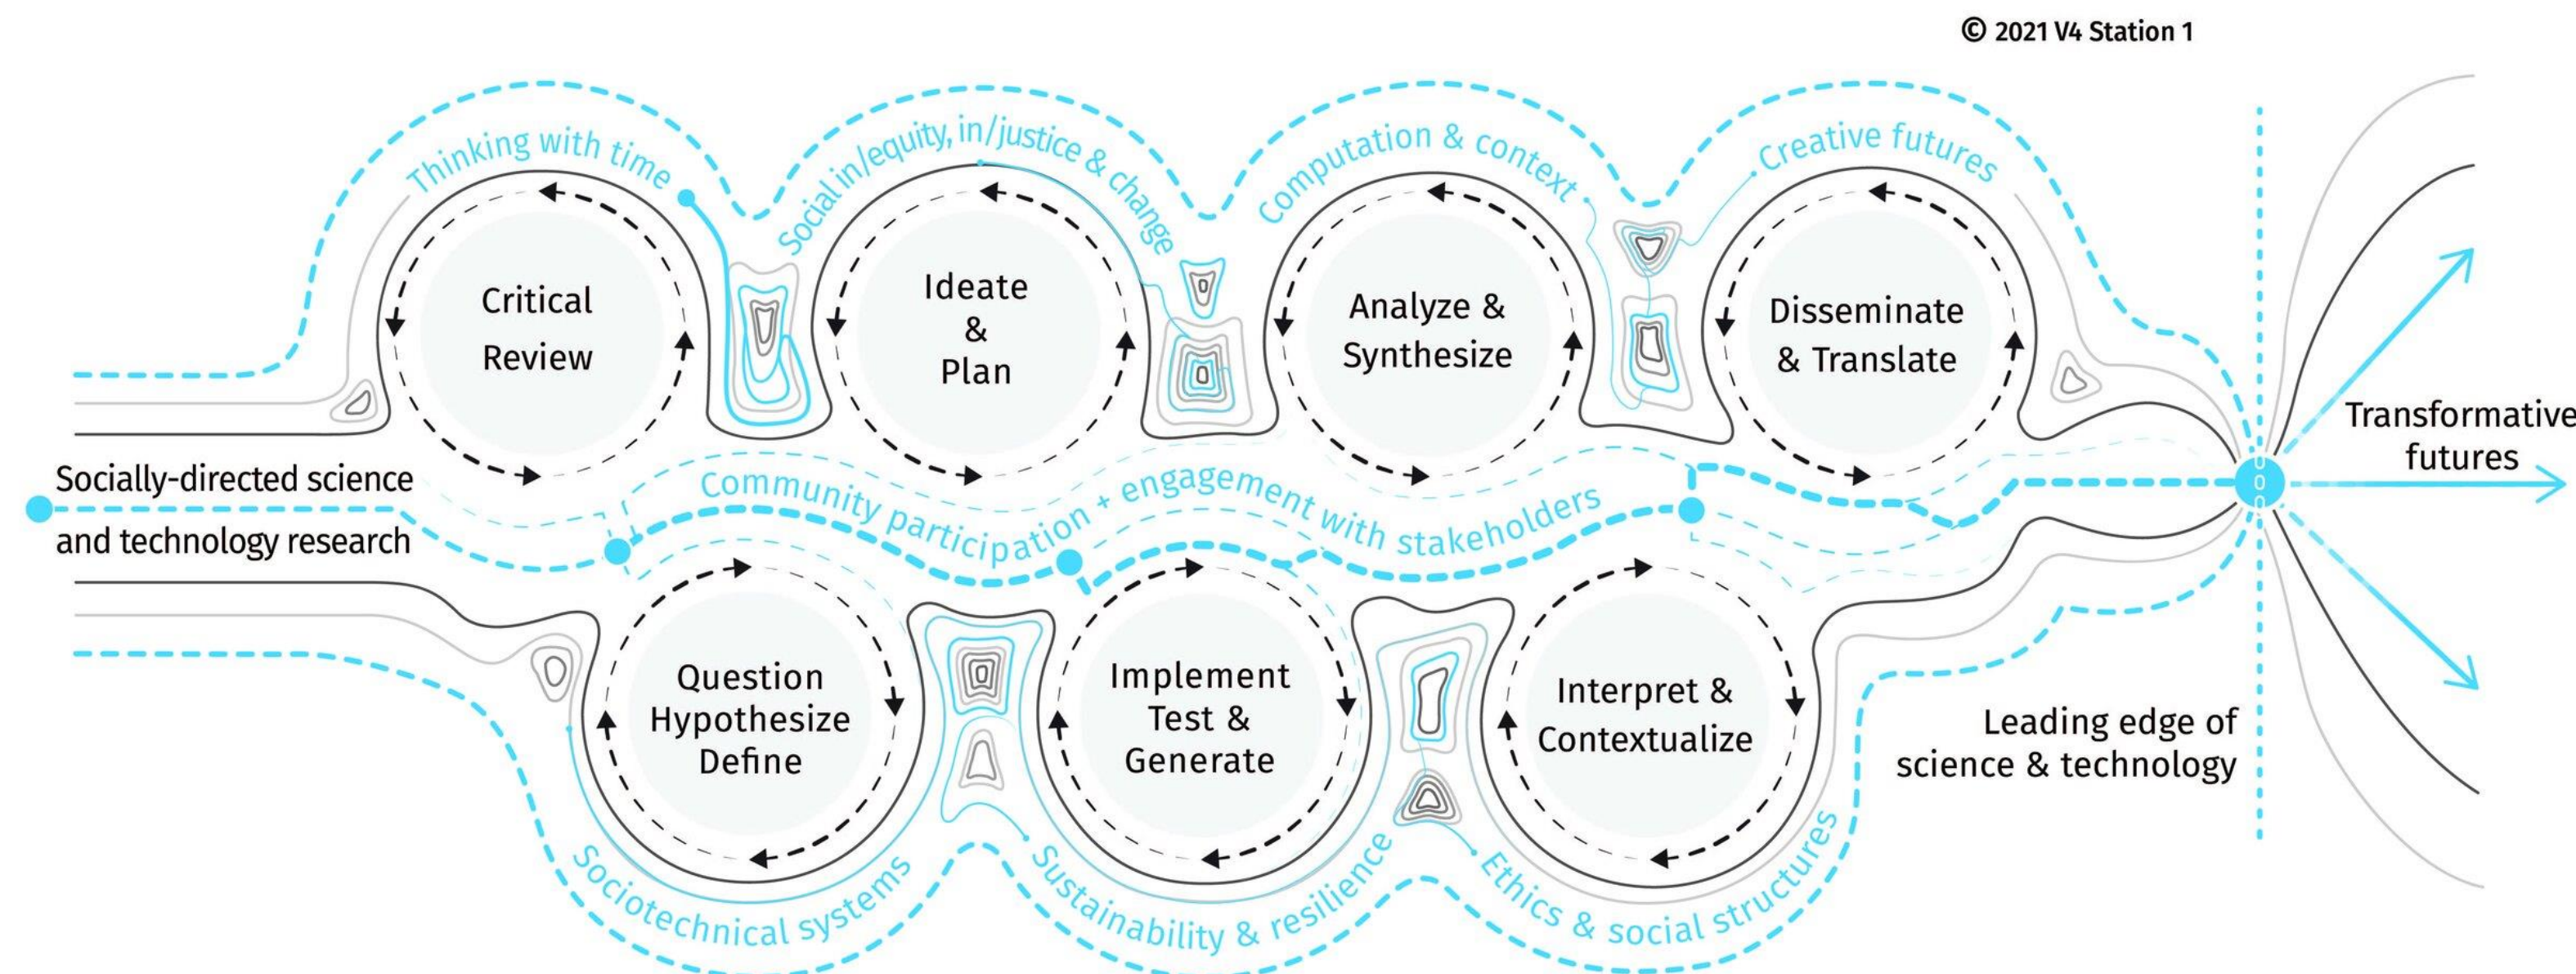 © 2021 V4 Station 1
Thinking with time
Social in/equity, in/justice & change
Computation & context
Creative futures
Critical
Review
Ideate
&
Plan
Analyze &
Synthesize
Disseminate
& Translate
Socially-directed science
and technology research
Community participation + engagement with stakeholders
Transformative
futures
Question
Hypothesize
Define
Implement
Test &
Generate
Interpret &
Contextualize
Leading edge of
science & technology
Sociotechnical systems
Sustainability & resilience
Ethics & social structures